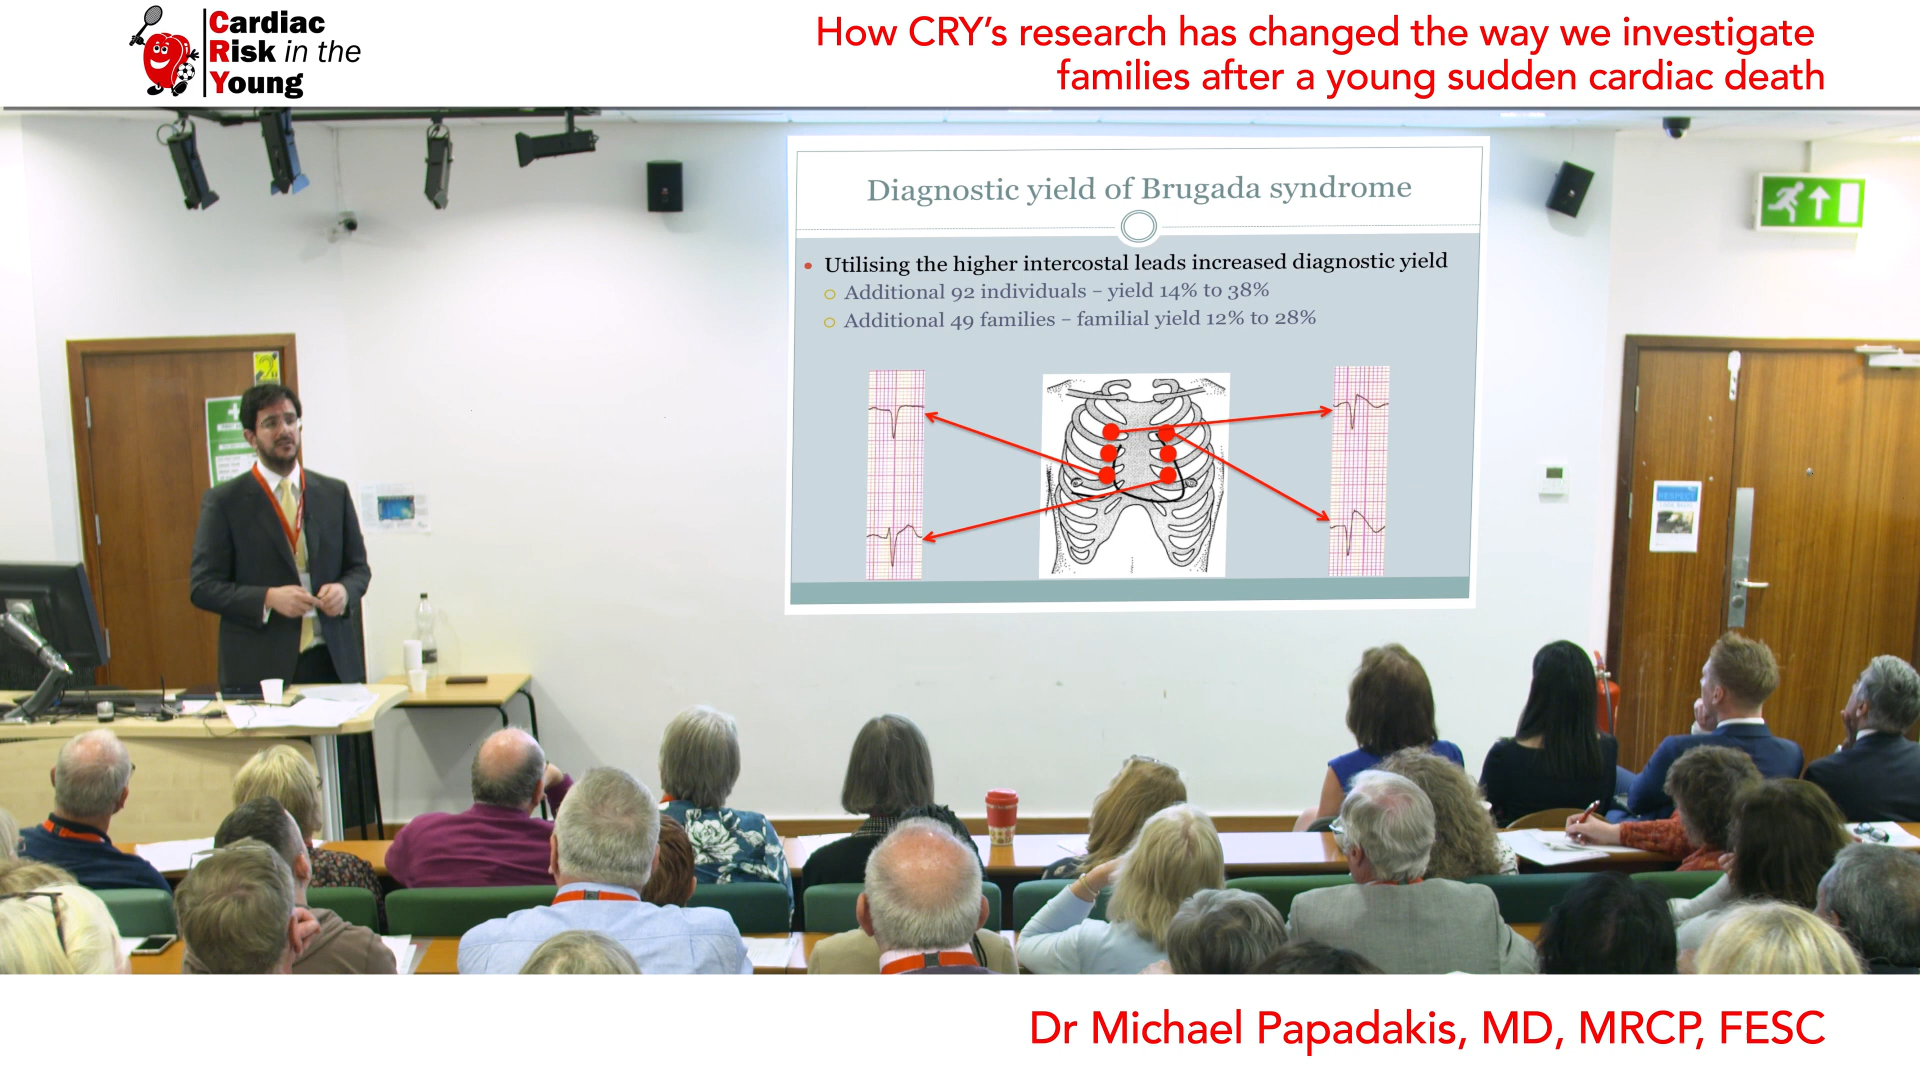 Cardiac
Risk in the
Young
How CRY's research has changed the way we investigate
families after a young sudden cardiac death
Diagnostic yield of Brugada syndrome
• Utilising the higher intercostal leads increased diagnostic yield
o Additional 92 individuals – yield 14% to 38%
o Additional 49 families – familial yield 12% to 28%
RESPECT
Dr Michael Papadakis, MD, MRCP, FESC